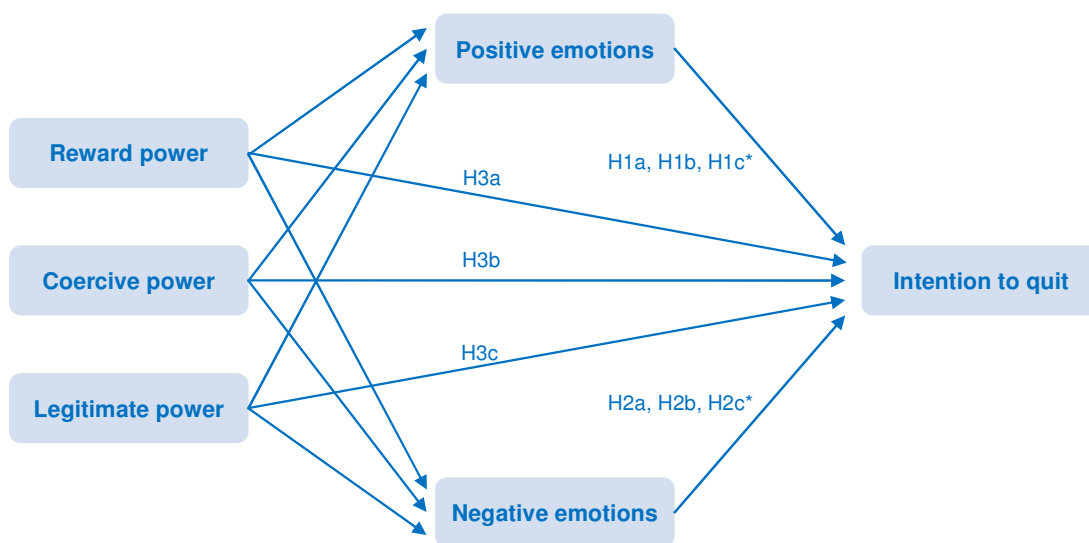 Positive emotions
Reward power
H1a, H1b, H1c*
H3a
Coercive power
H3b
Intention to quit
H3c
Legitimate power
H2a, H2b, H2c*
Negative emotions